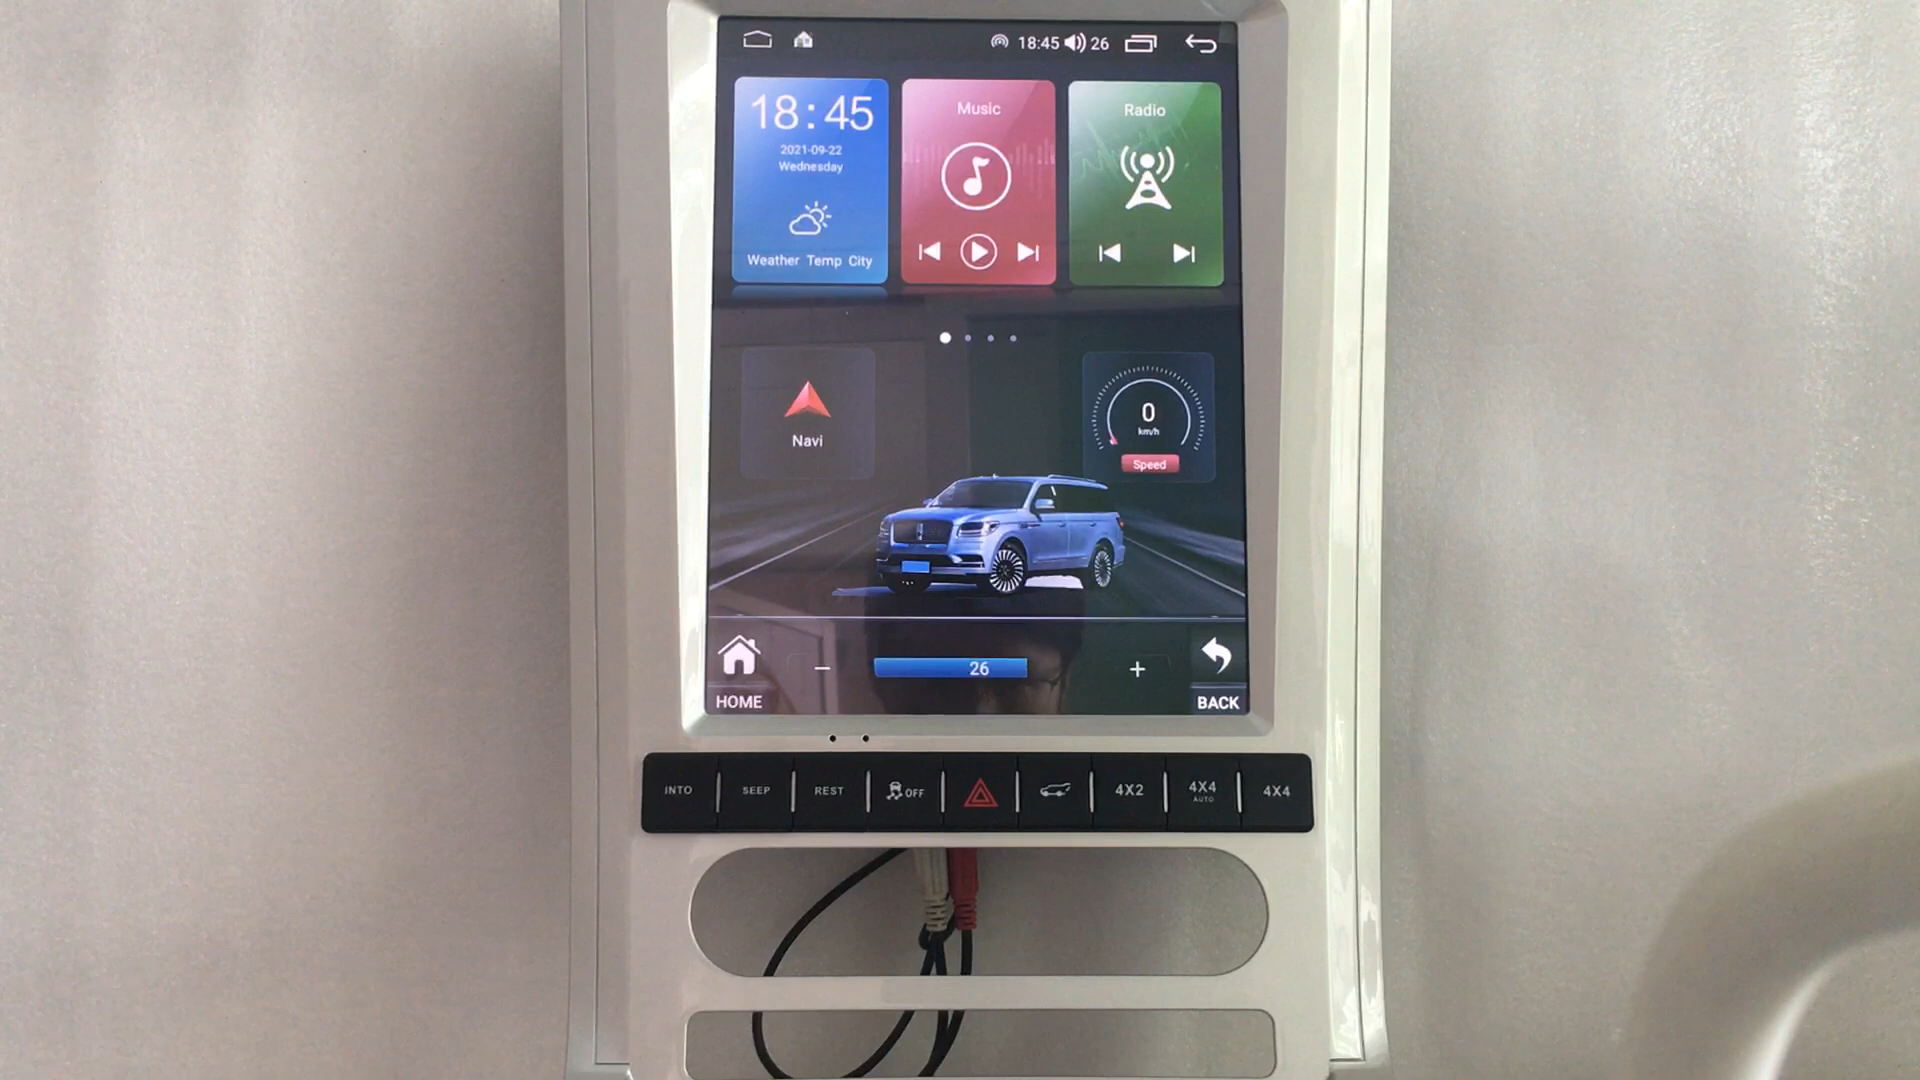 18:45 26
18:45
2021-09-22
Wednesday
Weather Temp City
Music
Radio
Navi
0
km/h
Speed
26
HOME
BACK
INTO
SEEP
REST
OFF
4X2
4X4
AUTO
4X4